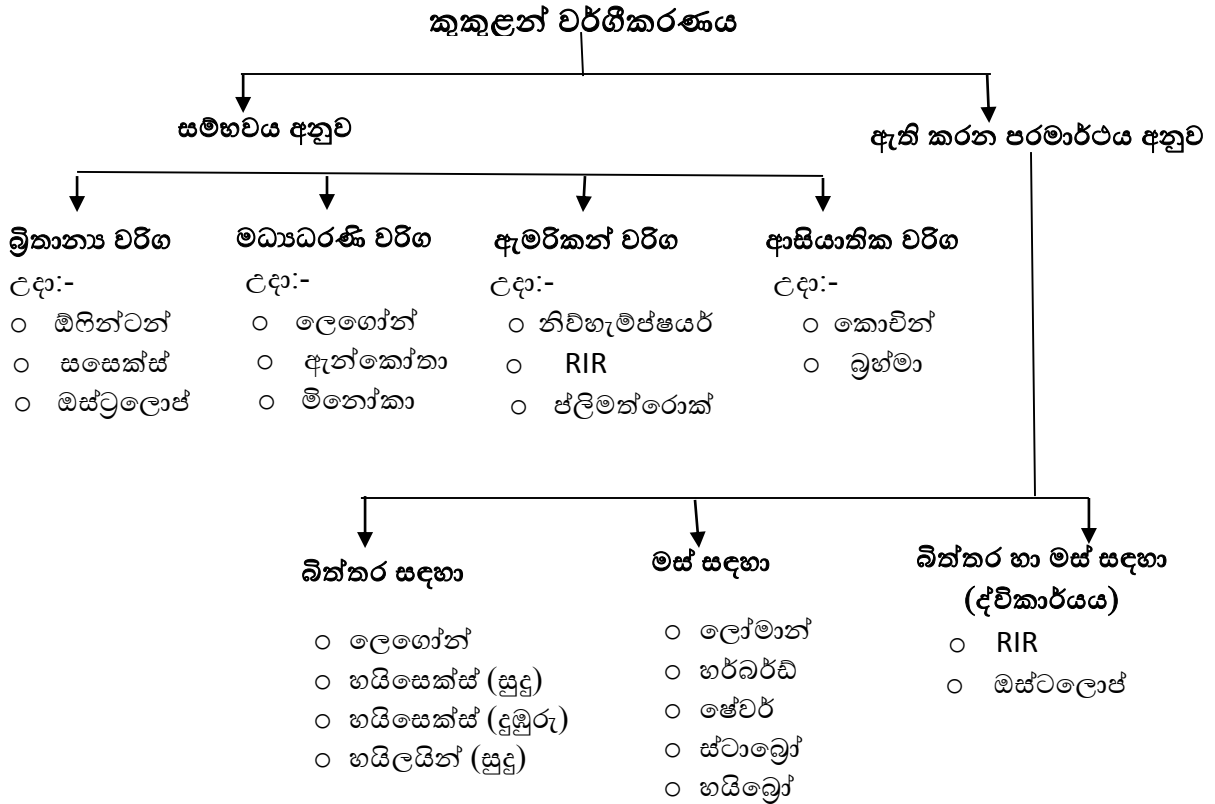 කුකුළන් වර්ගීකරණය
සම්භවය අනුව
ඇති කරන පරමාර්ථය අනුව
බ්‍රිතාන්‍ය වරිග
උදා:-
ඕෆින්ටන්
සසෙක්ස්
ඔස්ට්‍රලොප්
මධ්‍යධරණි වරිග
උදා:-
ලෙගෝන්
ඇන්කෝතා
මිනෝකා
ඇමරිකන් වරිග
උදා:-
නිව්හැම්ප්ෂයර්
RIR
ප්ලිමත්රොක්
ආසියාතික වරිග
උදා:-
කොචින්
බ්‍රහ්මා
බිත්තර සඳහා
ලෙගෝන්
හයිසෙක්ස් (සුදු)
හයිසෙක්ස් (දුඹුරු)
හයිලයින් (සුදු)
මස් සඳහා
ලෝමාන්
හර්බර්ඩ්
ෂේවර්
ස්ටාබ්‍රෝ
හයිබ්‍රෝ
බිත්තර හා මස් සඳහා
(ද්විකාර්යය)
RIR
ඔස්ටලොප්